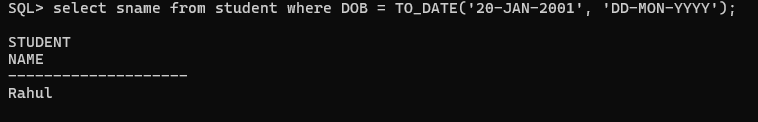 SQL> select sname from student where DOB = TO_DATE('20-JAN-2001', 'DD-MON-YYYY');
STUDENT
NAME
--------------------
Rahul